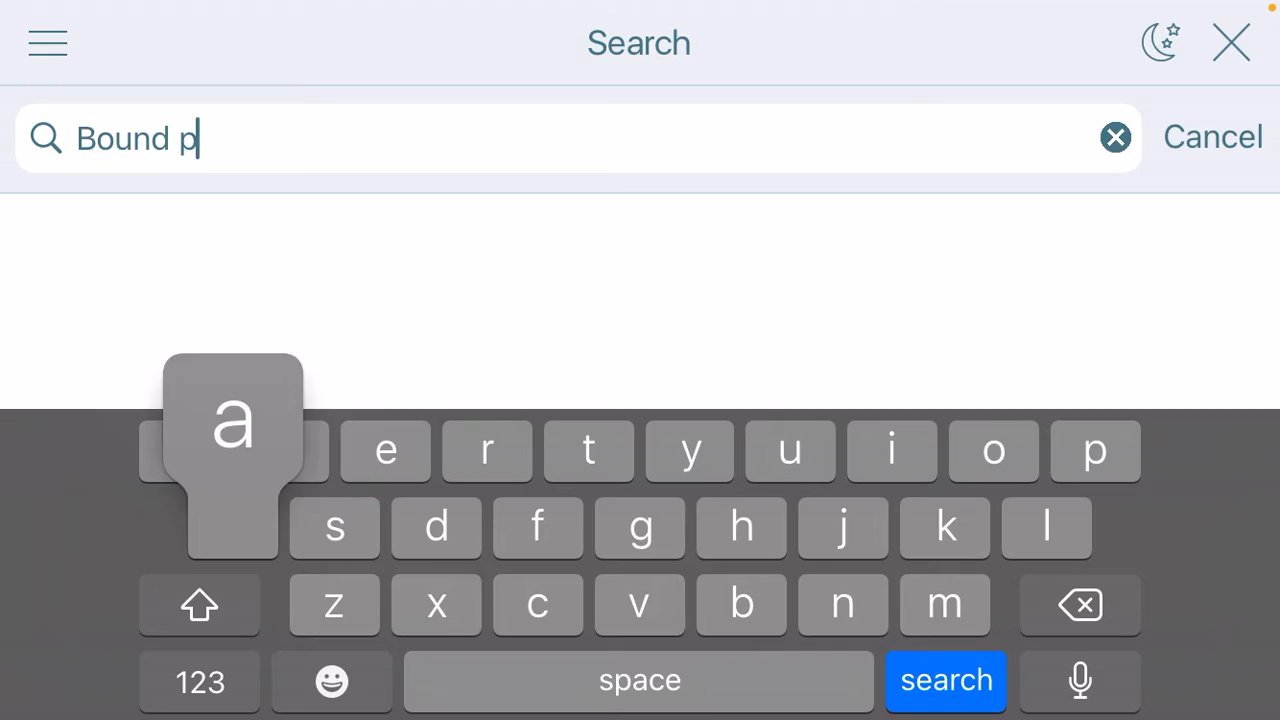 Search
Bound p
Cancel
a
e r t y u i o p
s d f g h j k l
z x c v b n m
123 space search